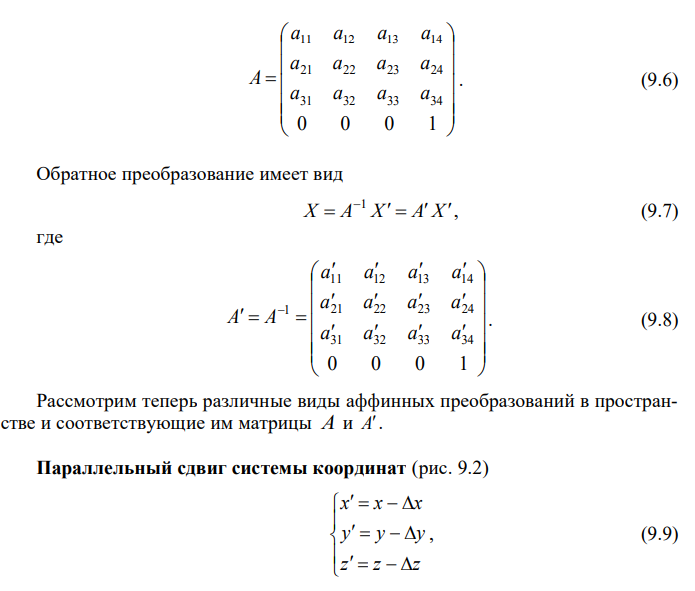 a₁₁ a₁₂ a₁₃ a₁₄
a₂₁ a₂₂ a₂₃ a₂₄
A = . (9.6)
a₃₁ a₃₂ a₃₃ a₃₄
0 0 0 1
Обратное преобразование имеет вид
X = A⁻¹ X′ = A′ X′, (9.7)
где
a′₁₁ a′₁₂ a′₁₃ a′₁₄
a′₂₁ a′₂₂ a′₂₃ a′₂₄
A′ = A⁻¹ = . (9.8)
a′₃₁ a′₃₂ a′₃₃ a′₃₄
0 0 0 1
Рассмотрим теперь различные виды аффинных преобразований в простран-
стве и соответствующие им матрицы A и A′.
Параллельный сдвиг системы координат (рис. 9.2)
x′ = x − Δx
y′ = y − Δy , (9.9)
z′ = z − Δz